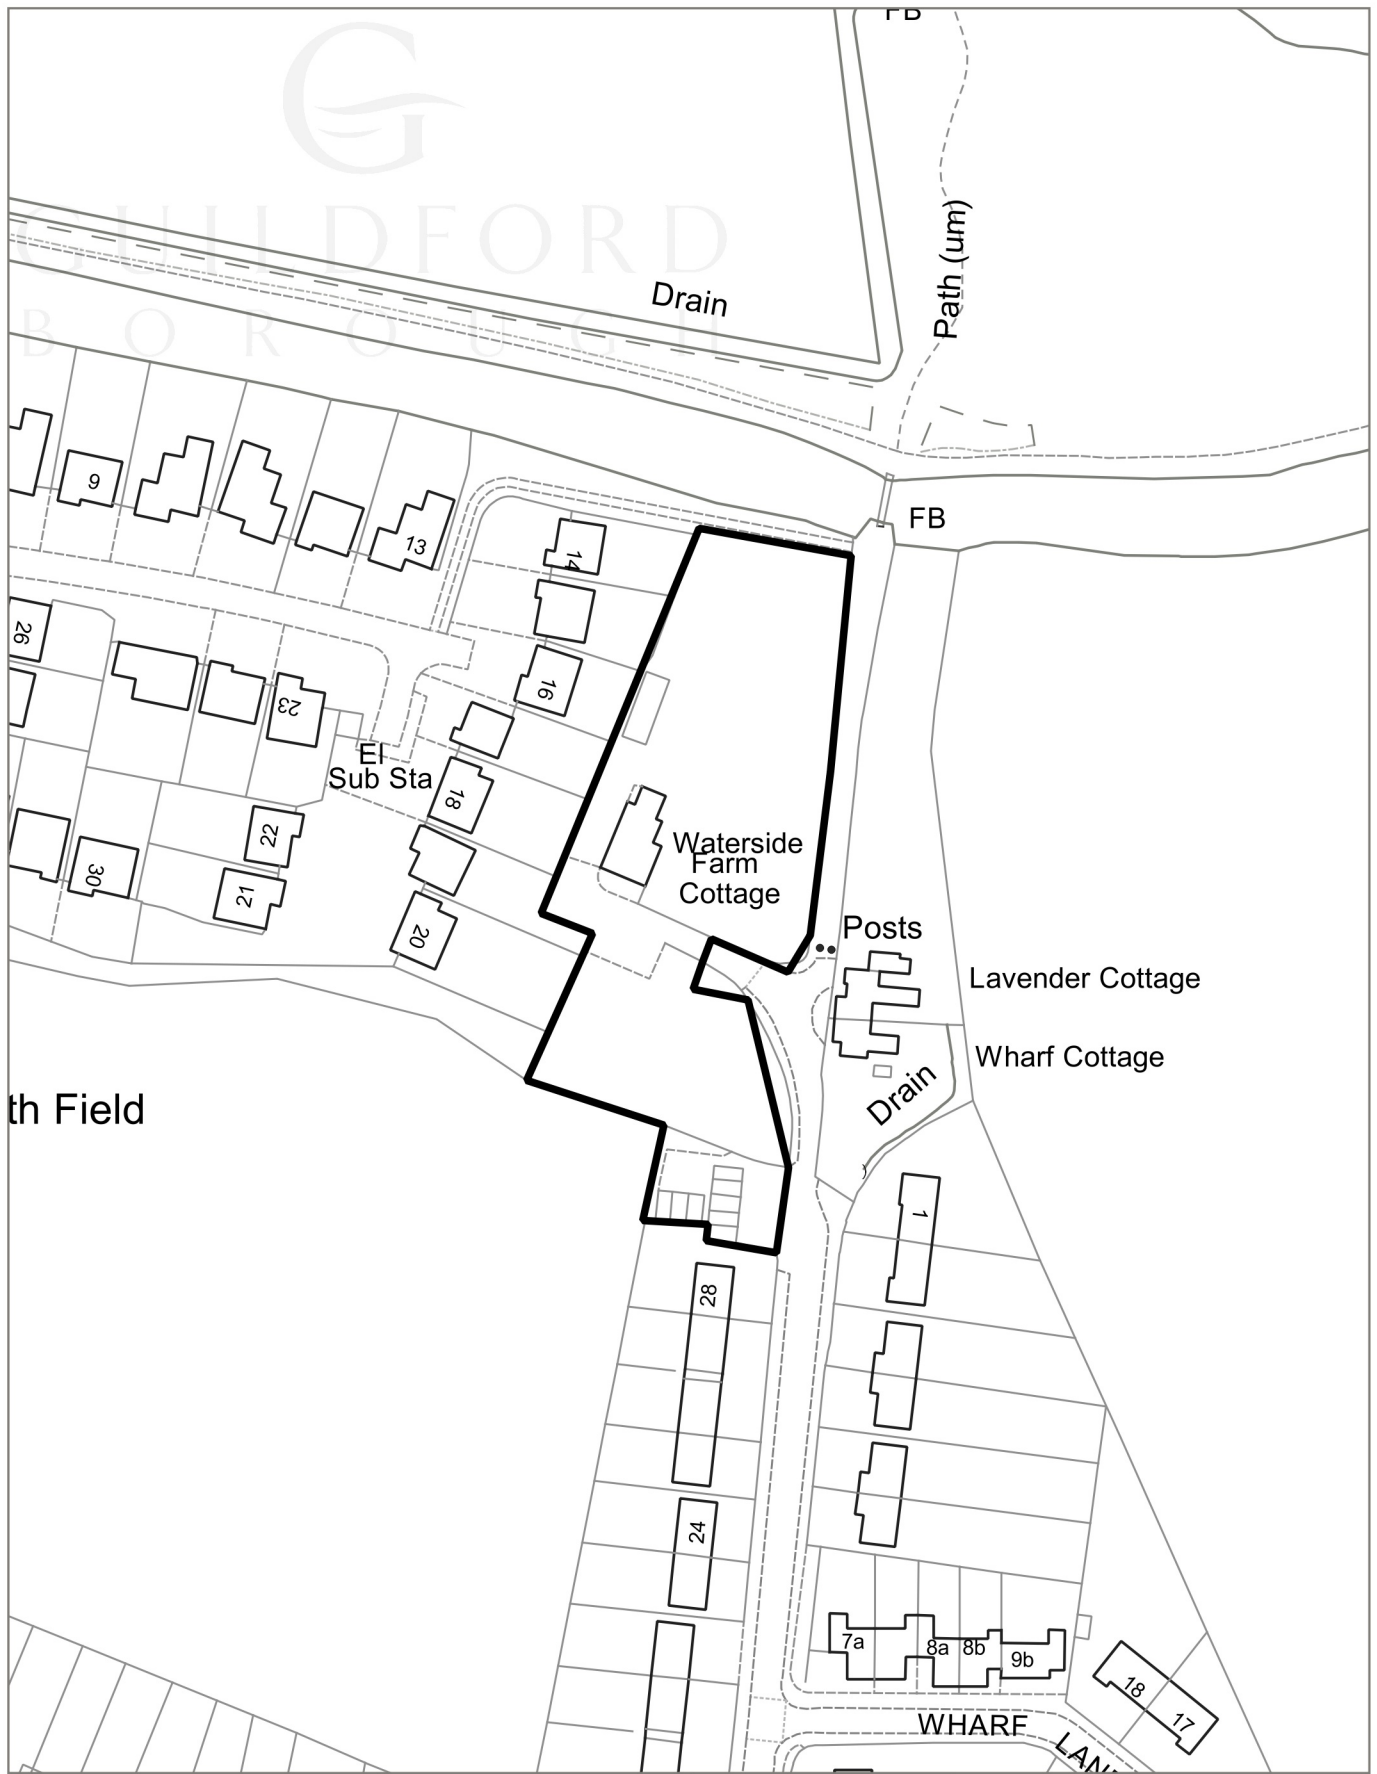 FB
GUILDFORD
BOROUGH
Drain
Path (um)
9
13
FB
14
26
16
23
El
Sub Sta
18
22
30
21
20
Waterside
Farm
Cottage
Posts
Lavender Cottage
Wharf Cottage
Drain
th Field
1
28
24
7a
8a
8b
9b
18
17
WHARF